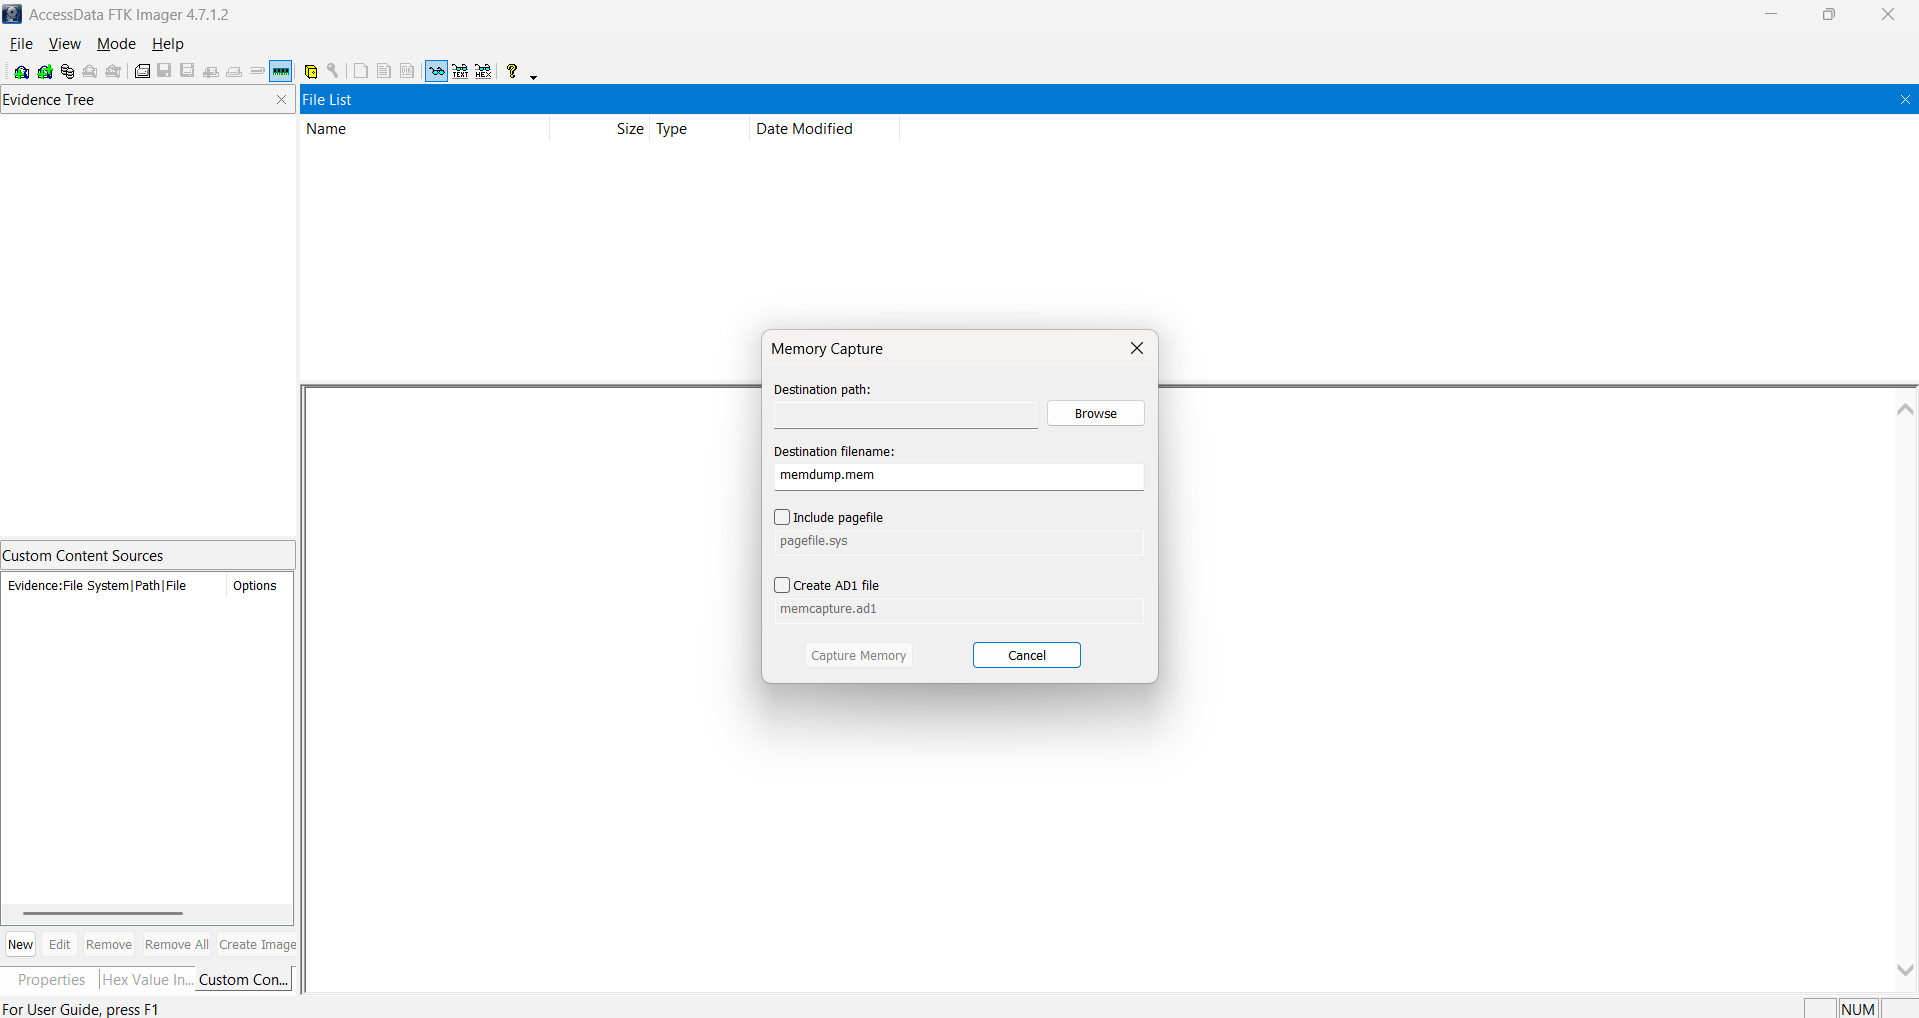 AccessData FTK Imager 4.7.1.2
File View Mode Help
TEXT HEX ?
Evidence Tree
File List
Name Size Type Date Modified
Memory Capture
Destination path:
Browse
Destination filename:
memdump.mem
Include pagefile
pagefile.sys
Create AD1 file
memcapture.ad1
Capture Memory Cancel
Custom Content Sources
Evidence:File System|Path|File Options
New Edit Remove Remove All Create Image
Properties Hex Value In... Custom Con...
For User Guide, press F1
NUM